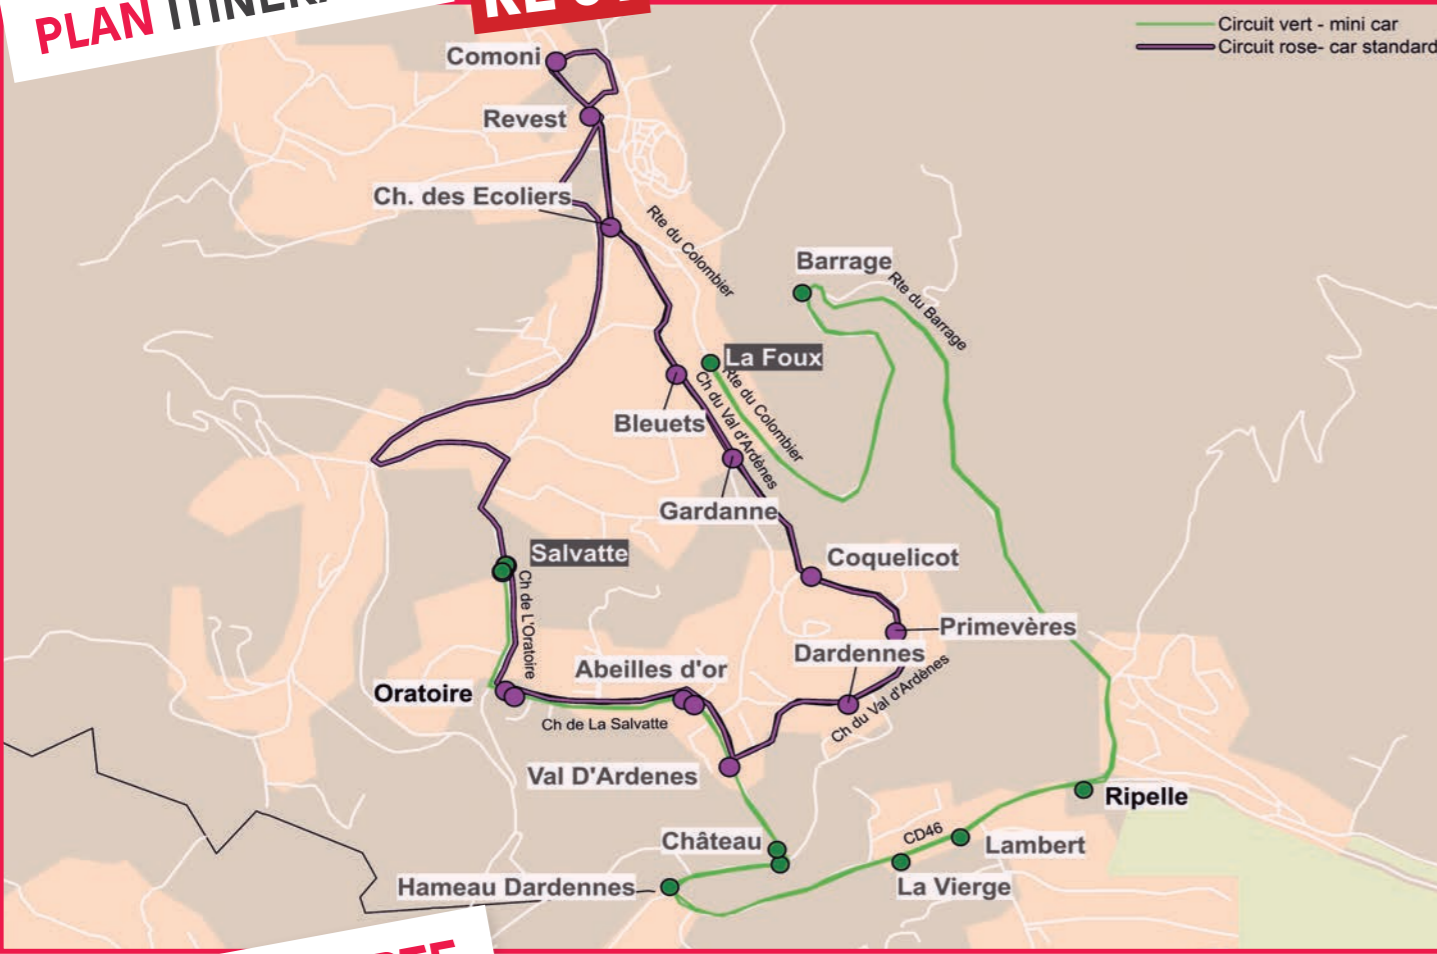 PLAN
Circuit vert - mini car
Circuit rose- car standard
Comoni
Revest
Ch. des Ecoliers
Rte du Colombier
Barrage
Rte du Barrage
La Foux
Rte du Colombier
Ch du Val d'Ardènes
Bleuets
Gardanne
Salvatte
Coquelicot
Ch de L'Oratoire
Primevères
Dardennes
Abeilles d'or
Oratoire
Ch de La Salvatte
Ch du Val d'Ardènes
Val D'Ardenes
Ripelle
Château
CD46
Lambert
Hameau Dardennes
La Vierge